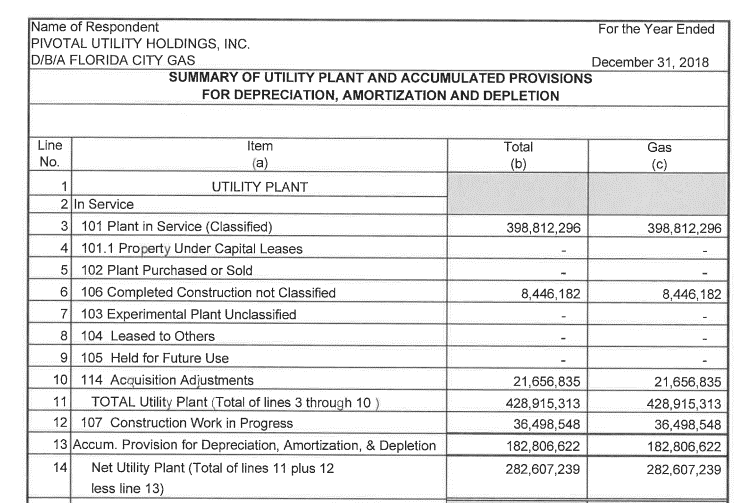 Name of Respondent For the Year Ended
PIVOTAL UTILITY HOLDINGS, INC.
D/B/A FLORIDA CITY GAS December 31, 2018
SUMMARY OF UTILITY PLANT AND ACCUMULATED PROVISIONS
FOR DEPRECIATION, AMORTIZATION AND DEPLETION
Line Item Total Gas
No. (a) (b) (c)
1 UTILITY PLANT
2 In Service
3 101 Plant in Service (Classified) 398,812,296 398,812,296
4 101.1 Property Under Capital Leases - -
5 102 Plant Purchased or Sold - -
6 106 Completed Construction not Classified 8,446,182 8,446,182
7 103 Experimental Plant Unclassified - -
8 104 Leased to Others - -
9 105 Held for Future Use - -
10 114 Acquisition Adjustments 21,656,835 21,656,835
11 TOTAL Utility Plant (Total of lines 3 through 10 ) 428,915,313 428,915,313
12 107 Construction Work in Progress 36,498,548 36,498,548
13 Accum. Provision for Depreciation, Amortization, & Depletion 182,806,622 182,806,622
14 Net Utility Plant (Total of lines 11 plus 12 282,607,239 282,607,239
less line 13)